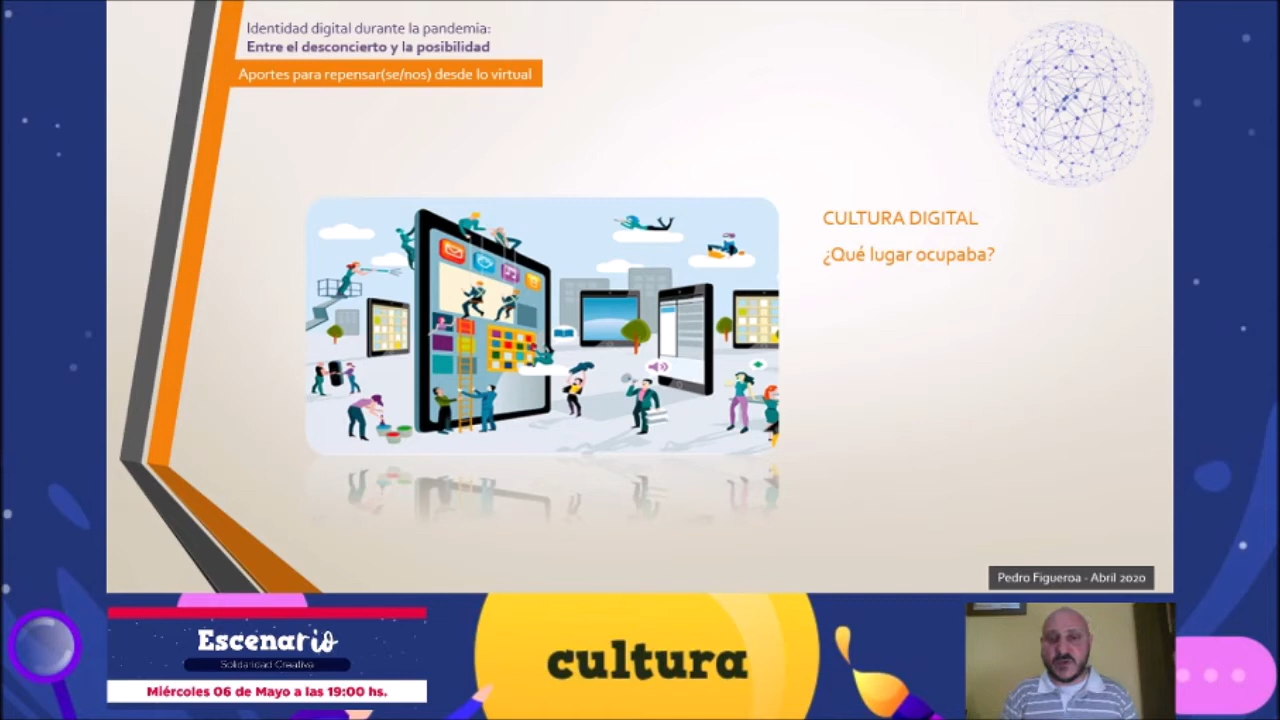 Identidad digital durante la pandemia:
Entre el desconcierto y la posibilidad
Aportes para repensar(se/nos) desde lo virtual
CULTURA DIGITAL
¿Qué lugar ocupaba?
Pedro Figueroa - Abril 2020
Escenario
Solidaridad Creativa
Miércoles 06 de Mayo a las 19:00 hs.
cultura